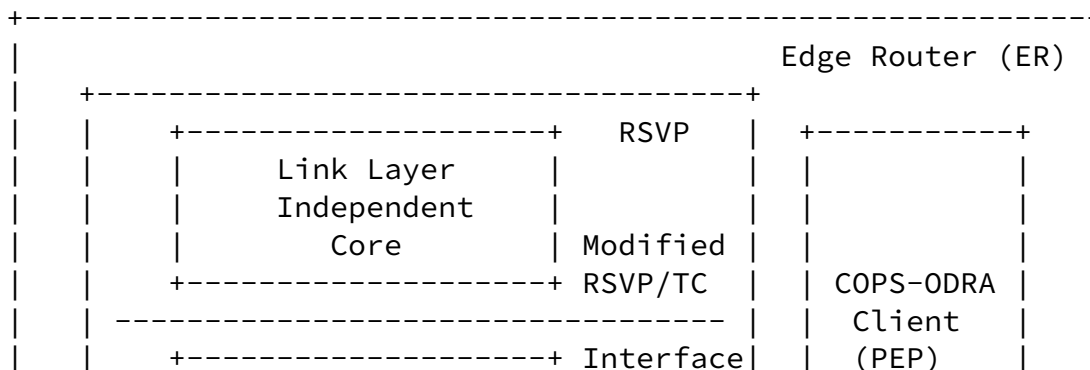 Edge Router (ER)
RSVP
Link Layer
Independent
Core Modified
RSVP/TC COPS-ODRA
Client
Interface (PEP)